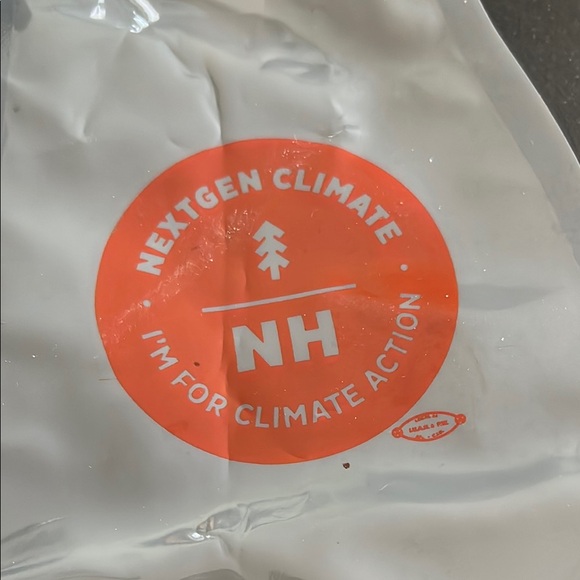 NEXTGEN CLIMATE
NH
I'M FOR CLIMATE ACTION